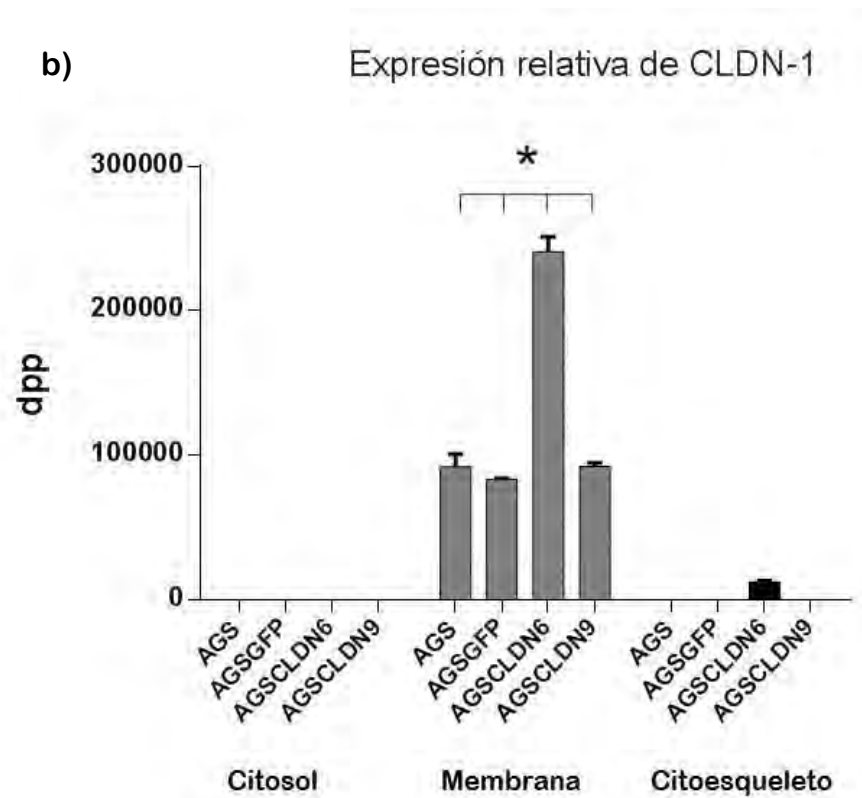 b)
Expresión relativa de CLDN-1
*
300000
200000
100000
0
dpp
AGS
AGSGFP
AGSCLDN6
AGSCLDN9
AGS
AGSGFP
AGSCLDN6
AGSCLDN9
AGS
AGSGFP
AGSCLDN6
AGSCLDN9
Citosol
Membrana
Citoesqueleto